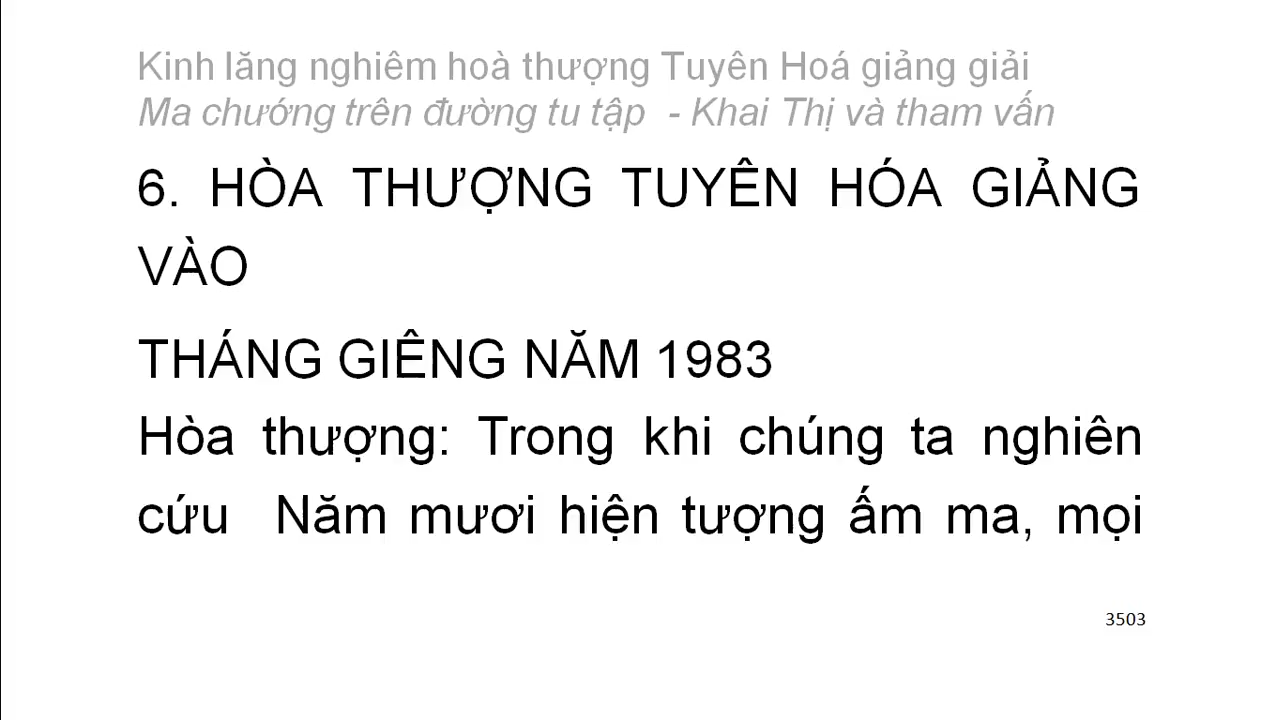 Kinh lăng nghiêm hoà thượng Tuyên Hoá giảng giải
Ma chướng trên đường tu tập - Khai Thị và tham vấn
6. HÒA THƯỢNG TUYÊN HÓA GIẢNG
VÀO
THÁNG GIÊNG NĂM 1983
Hòa thượng: Trong khi chúng ta nghiên
cứu Năm mươi hiện tượng ấm ma, mọi
3503